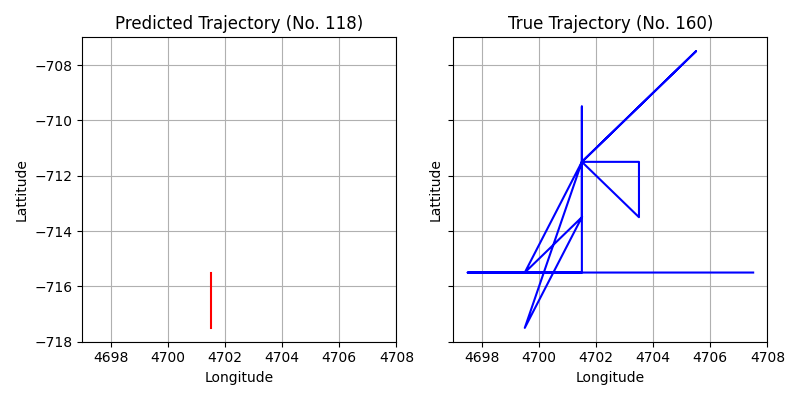 Predicted Trajectory (No. 118)
True Trajectory (No. 160)
Lattitude
−708
−710
−712
−714
−716
−718
4698 4700 4702 4704 4706 4708
Longitude
Lattitude
4698 4700 4702 4704 4706 4708
Longitude